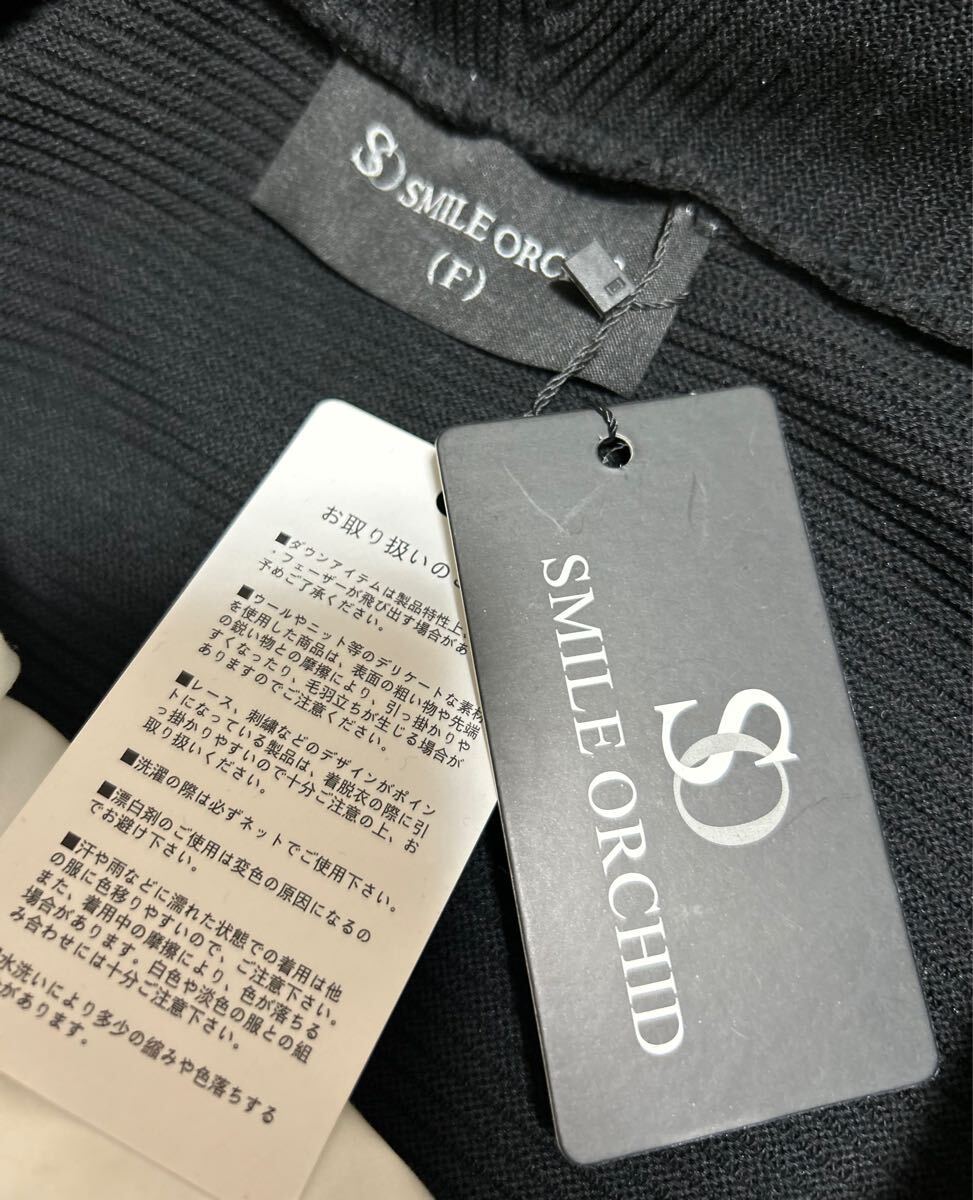 SO SMILE ORC
(F)
お取り扱いのご
■ダウンアイテムは製品特性上、
・フェザーが飛び出す場合があ
予めご了承ください。
■ウールやニット等のデリケートな素材
を使用した商品は、表面の粗い物や先端
の鋭い物との摩擦により、引っ掛かりや
すくなったり、毛羽立ちが生じる場合が
ありますのでご注意ください。
■レース、刺繍などのデザインがポイン
トになっている製品は、着脱衣の際に引
っ掛かりやすいので十分ご注意の上、お
取り扱いください。
■洗濯の際は必ずネットでご使用下さい。
■漂白剤のご使用は変色の原因になるの
でお避け下さい。
■汗や雨などに濡れた状態での着用は他
の服に色移りやすいので、ご注意下さい。
また、着用中の摩擦により、色が落ちる
場合があります。白色や淡色の服との組
み合わせには十分ご注意下さい。
水洗いにより多少の縮みや色落ちする
があります。
SO
SMILE ORCHID